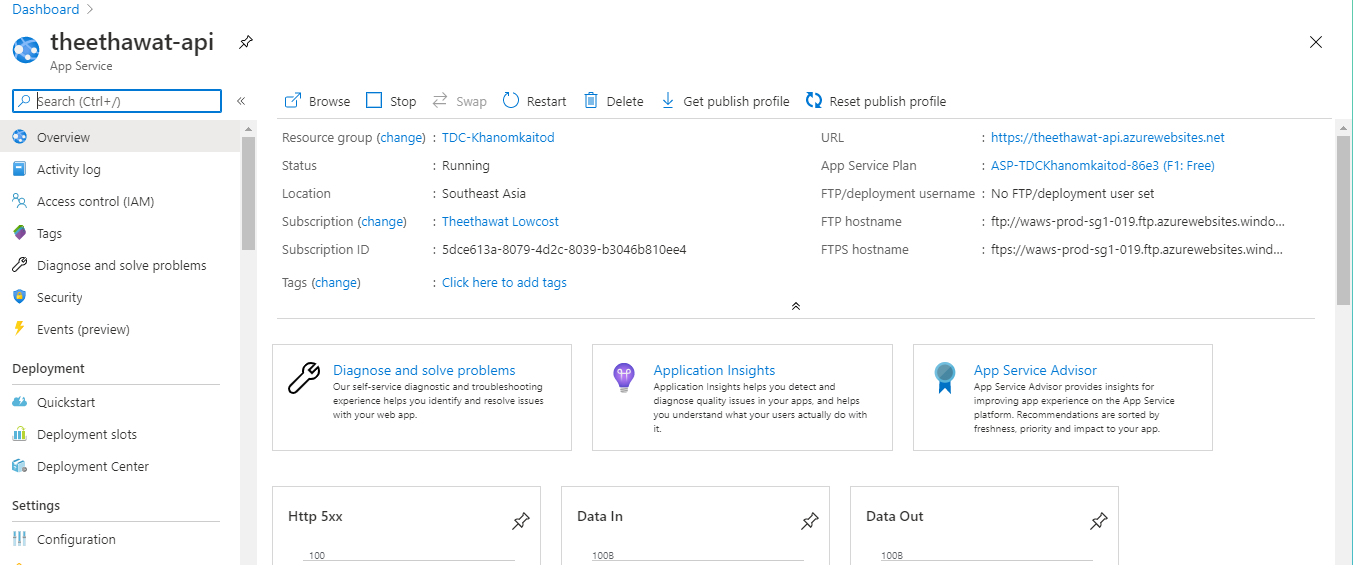 Dashboard >
theethawat-api
App Service
Search (Ctrl+/)
«
Overview
Activity log
Access control (IAM)
Tags
Diagnose and solve problems
Security
Events (preview)
Deployment
Quickstart
Deployment slots
Deployment Center
Settings
Configuration
Browse Stop Swap Restart Delete Get publish profile Reset publish profile
Resource group (change) : TDC-Khanomkaitod
Status : Running
Location : Southeast Asia
Subscription (change) : Theethawat Lowcost
Subscription ID : 5dce613a-8079-4d2c-8039-b3046b810ee4
Tags (change) : Click here to add tags
URL : https://theethawat-api.azurewebsites.net
App Service Plan : ASP-TDCKhanomkaitod-86e3 (F1: Free)
FTP/deployment username : No FTP/deployment user set
FTP hostname : ftp://waws-prod-sg1-019.ftp.azurewebsites.windo...
FTPS hostname : ftps://waws-prod-sg1-019.ftp.azurewebsites.wind...
Diagnose and solve problems
Our self-service diagnostic and troubleshooting
experience helps you identify and resolve issues
with your web app.
Application Insights
Application Insights helps you detect and
diagnose quality issues in your apps, and helps
you understand what your users actually do with
it.
App Service Advisor
App Service Advisor provides insights for
improving app experience on the App Service
platform. Recommendations are sorted by
freshness, priority and impact to your app.
Http 5xx
100
Data In
100B
Data Out
100B